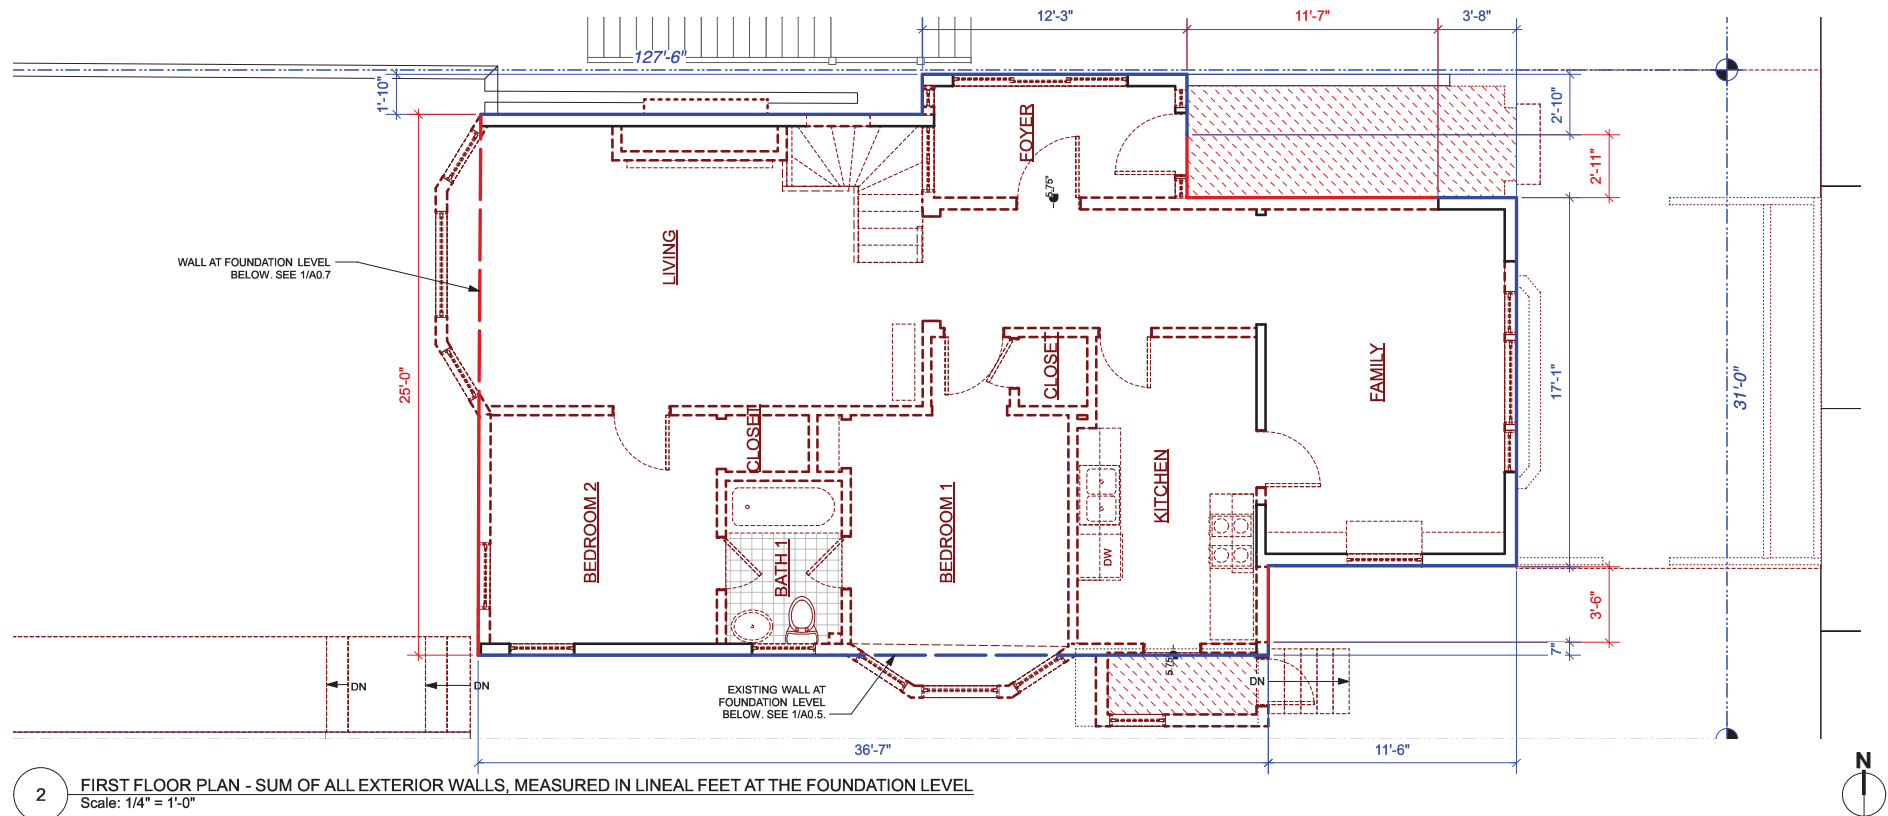 12'-3"
11'-7"
3'-8"
127'-6"
1'-10"
2'-10"
FOYER
2'-11"
5.75"
LIVING
WALL AT FOUNDATION LEVEL
BELOW. SEE 1/A0.7
25'-0"
CLOSET
FAMILY
17'-1"
31'-0"
CLOSET
BEDROOM 2
BATH 1
BEDROOM 1
KITCHEN
DW
3'-6"
7"
5.75"
DN
DN
DN
EXISTING WALL AT
FOUNDATION LEVEL
BELOW. SEE 1/A0.5.
36'-7"
11'-6"
N
2
FIRST FLOOR PLAN - SUM OF ALL EXTERIOR WALLS, MEASURED IN LINEAL FEET AT THE FOUNDATION LEVEL
Scale: 1/4" = 1'-0"